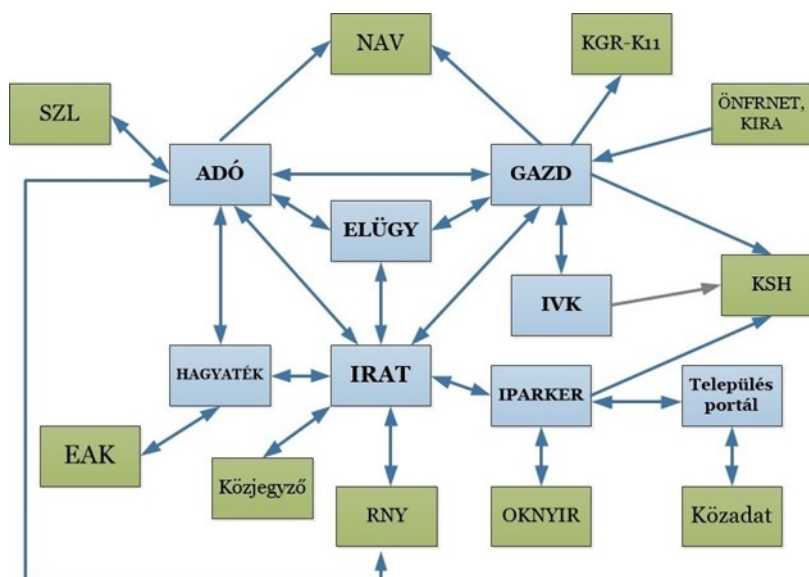 NAV
KGR-K11
SZL
ÖNFRNET,
KIRA
ADÓ
GAZD
ELÜGY
IVK
KSH
HAGYATÉK
IRAT
IPARKER
Település
portál
EAK
Közjegyző
RNY
OKNYIR
Közadat